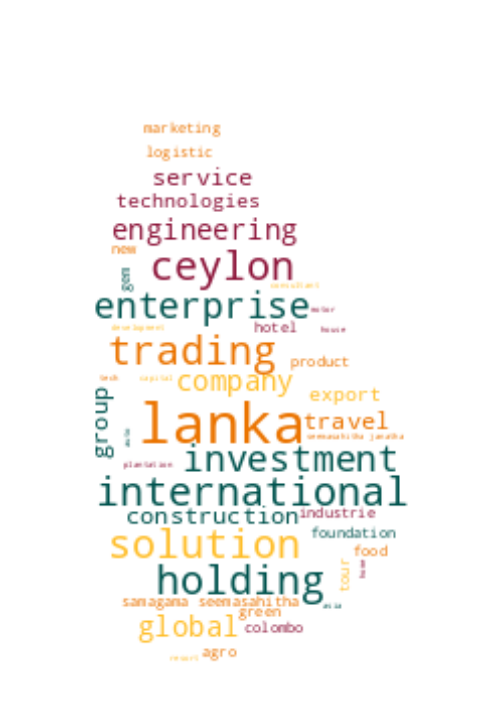 marketing
logistic
service
technologies
engineering
new
ceylon
gem
consultant
enterprise
motor
development
hotel
house
trading
product
tech
capital
company
export
group
lanka
travel
seemasahitha janatha
investment
plantation
international
construction
industrie
solution
foundation
food
holding
tour
home
samagama seemasahitha
asia
green
global
colombo
agro
resort